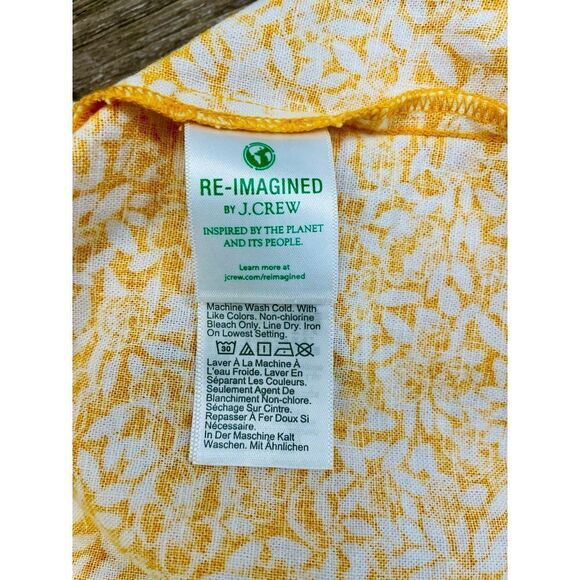 RE-IMAGINED
BY J.CREW
INSPIRED BY THE PLANET
AND ITS PEOPLE.
Learn more at
jcrew.com/reimagined
Machine Wash Cold. With
Like Colors. Non-chlorine
Bleach Only. Line Dry. Iron
On Lowest Setting.
30
Laver À La Machine À
L'eau Froide. Laver En
Séparant Les Couleurs.
Seulement Agent De
Blanchiment Non-chlore.
Séchage Sur Cintre.
Repasser À Fer Doux Si
Nécessaire.
In Der Maschine Kalt
Waschen. Mit Ähnlichen